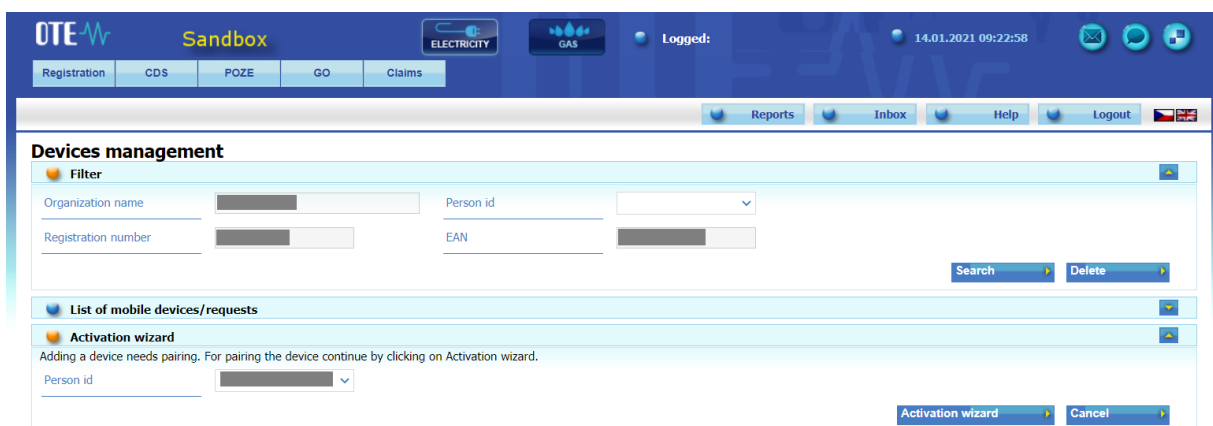 OTE Sandbox ELECTRICITY GAS Logged: 14.01.2021 09:22:58
Registration CDS POZE GO Claims
Reports Inbox Help Logout
Devices management
Filter
Organization name Person id
Registration number EAN
Search Delete
List of mobile devices/requests
Activation wizard
Adding a device needs pairing. For pairing the device continue by clicking on Activation wizard.
Person id
Activation wizard Cancel